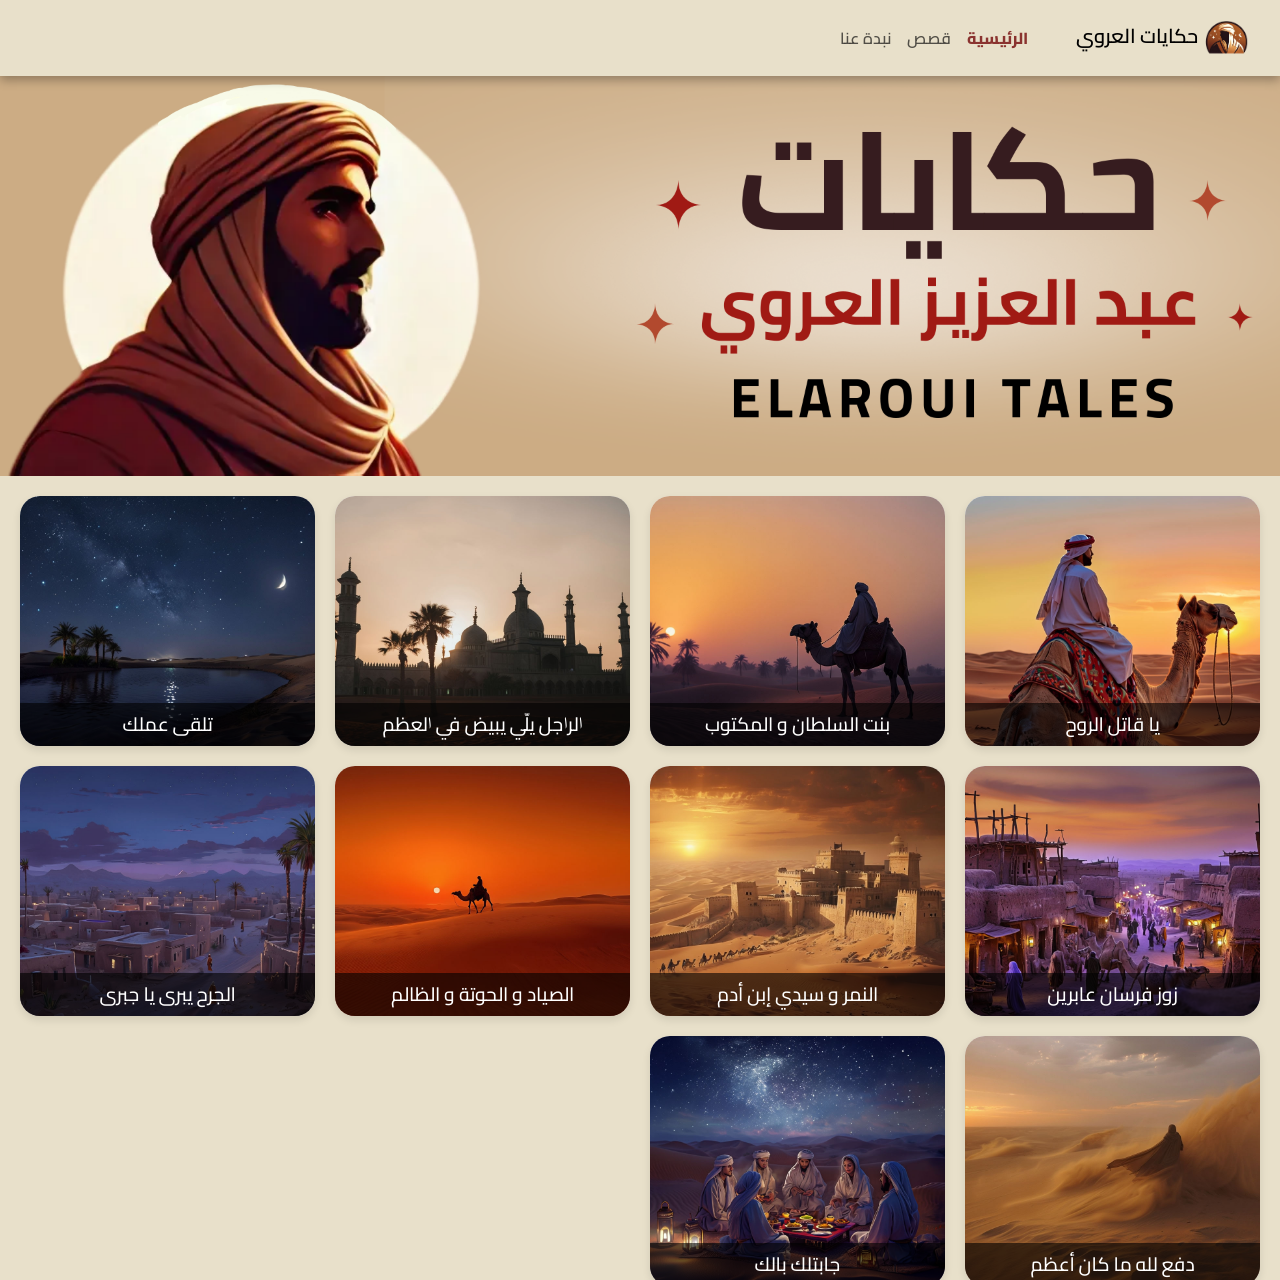 حكايات العروي
الرئيسية
قصص
نبدة عنا
حكايات
عبد العزيز العروي
ELAROUI TALES
يا قاتل الروح
بنت السلطان و المكتوب
الراجل يلّي يبيض في العظم
تلقى عملك
زوز فرسان عابرين
النمر و سيدي إبن أدم
الصياد و الحوتة و الظالم
الجرح يبرى يا جبرى
دفع لله ما كان أعظم
جابتلك بالك